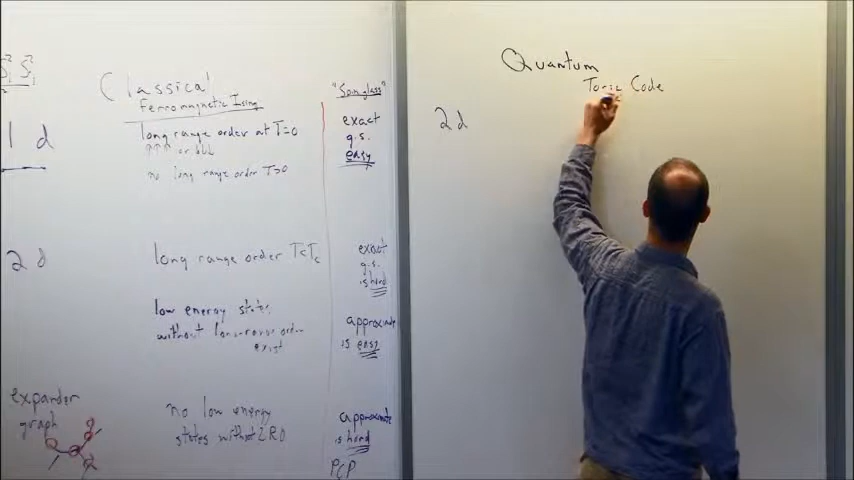 1 d
2 d
expander
graph
Classical
Ferromagnetic Ising
long range order at T=0
↑↑↑ or ↓↓↓
no long range order T>0
long range order T<Tc
low energy states
without long-range order
exist
no low energy
states without LRO
"Spin glass"
exact
g.s.
easy
exact
g.s.
is hard
approximate
is easy
approximate
is hard
PCP
Quantum
Toric Code
2d